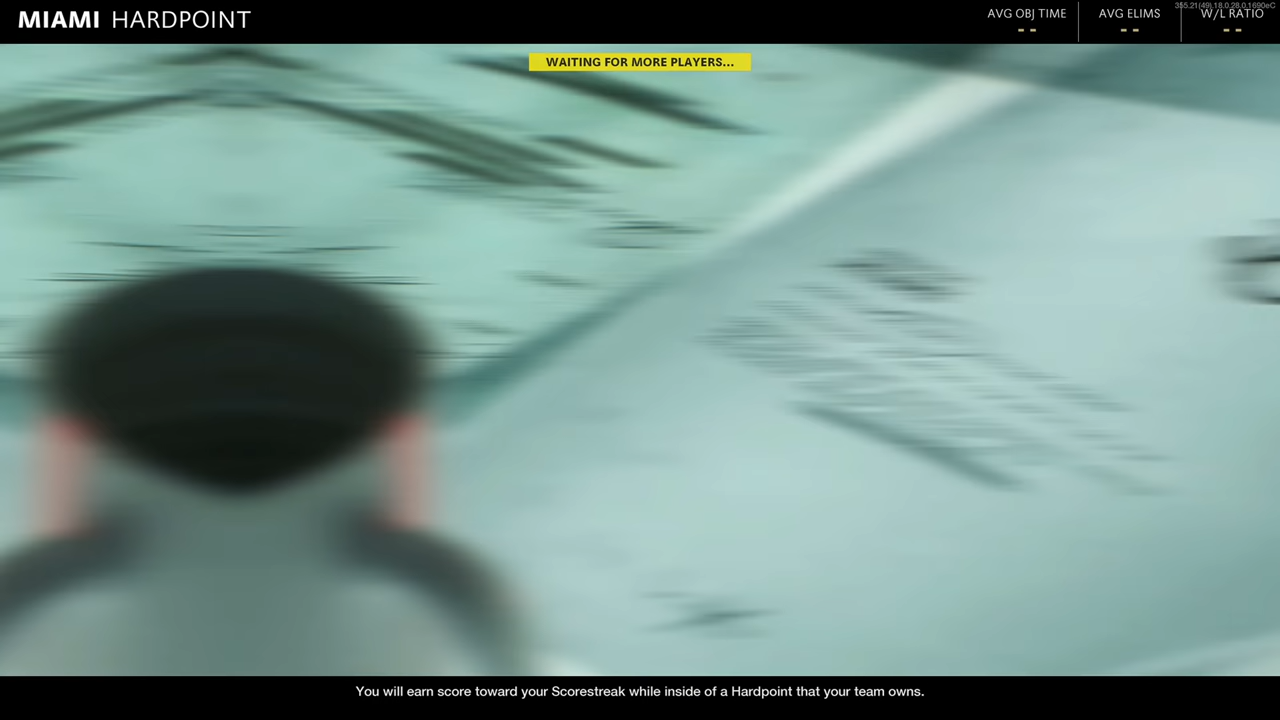 MIAMI HARDPOINT
AVG OBJ TIME
--
AVG ELIMS
--
W/L RATIO
--
WAITING FOR MORE PLAYERS...
You will earn score toward your Scorestreak while inside of a Hardpoint that your team owns.